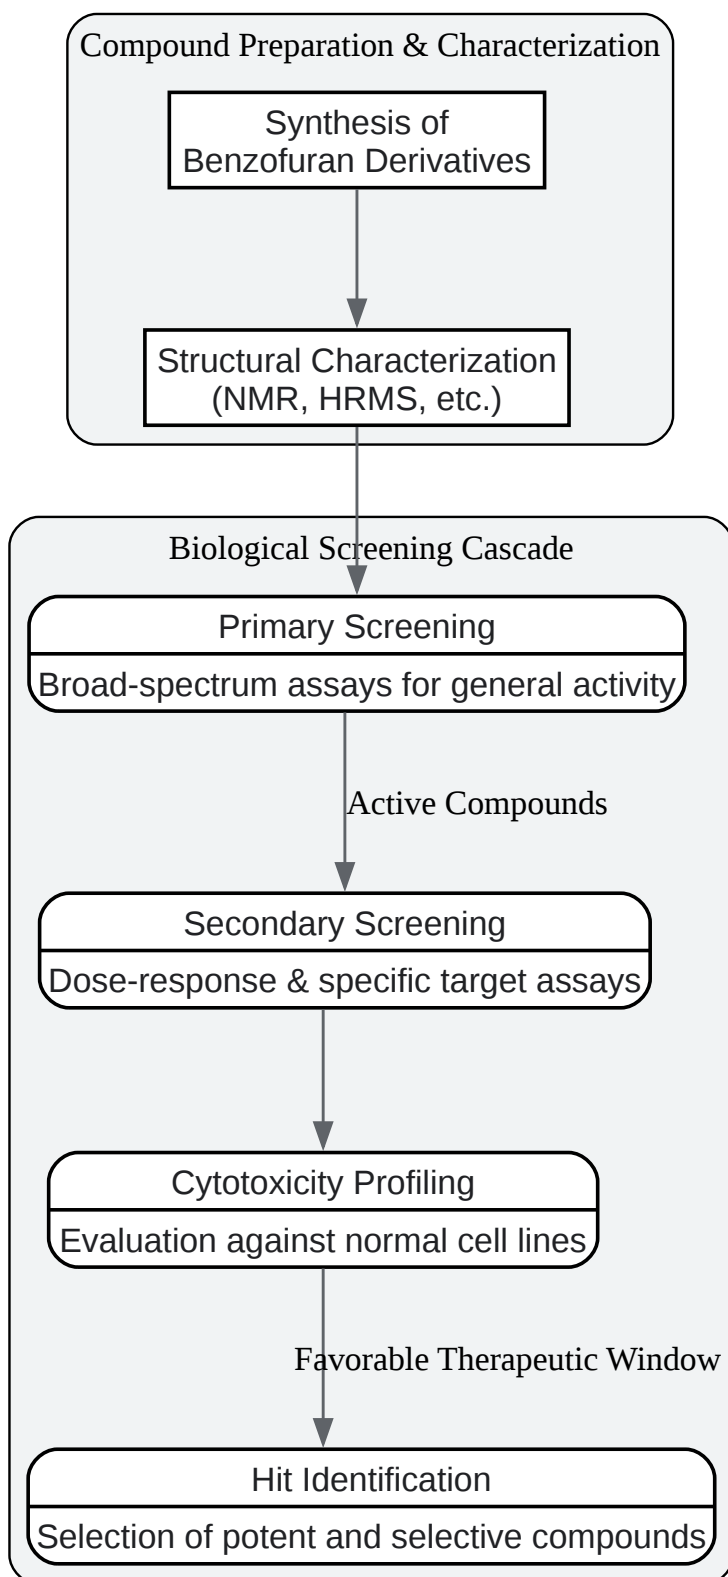 Compound Preparation & Characterization
Synthesis of
Benzofuran Derivatives
Structural Characterization
(NMR, HRMS, etc.)
Biological Screening Cascade
Primary Screening
Broad-spectrum assays for general activity
Active Compounds
Secondary Screening
Dose-response & specific target assays
Cytotoxicity Profiling
Evaluation against normal cell lines
Favorable Therapeutic Window
Hit Identification
Selection of potent and selective compounds